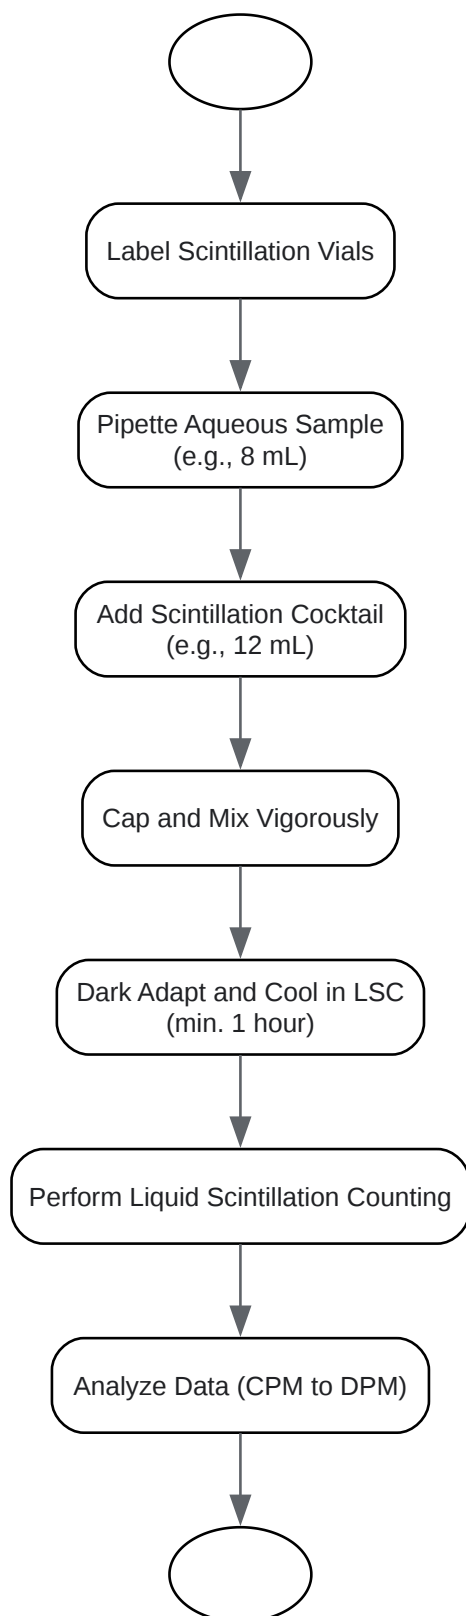 Label Scintillation Vials
Pipette Aqueous Sample
(e.g., 8 mL)
Add Scintillation Cocktail
(e.g., 12 mL)
Cap and Mix Vigorously
Dark Adapt and Cool in LSC
(min. 1 hour)
Perform Liquid Scintillation Counting
Analyze Data (CPM to DPM)